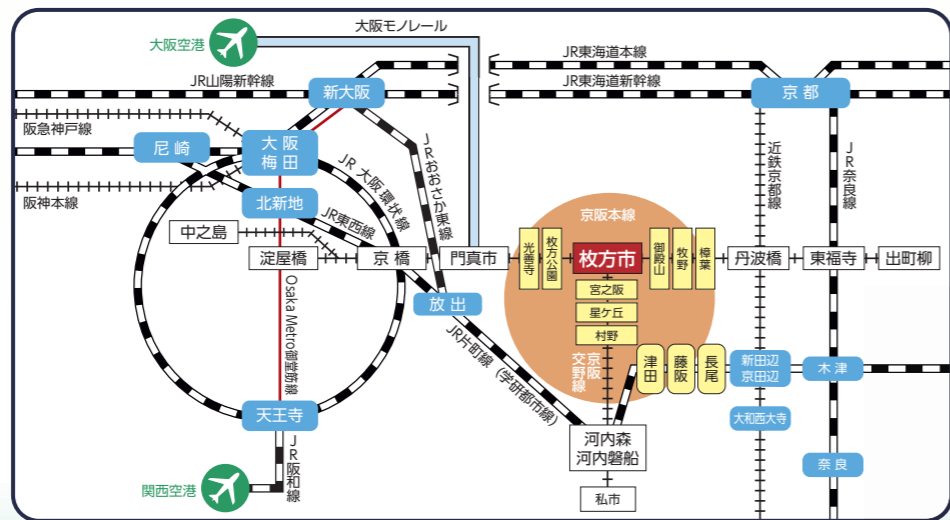 大阪モノレール
大阪空港
JR東海道本線
JR山陽新幹線
JR東海道新幹線
新大阪
京都
阪急神戸線
尼崎
大阪
梅田
JR大阪環状線
JRおおさか東線
近鉄京都線
JR奈良線
阪神本線
北新地
JR東西線
京阪本線
中之島
淀屋橋
京橋
門真市
光善寺
枚方公園
枚方市
御殿山
牧野
樟葉
丹波橋
東福寺
出町柳
宮之阪
星ケ丘
村野
放出
Osaka Metro御堂筋線
JR片町線(学研都市線)
京阪
交野線
津田
藤阪
長尾
新田辺
京田辺
木津
天王寺
大和西大寺
河内森
河内磐船
JR阪和線
奈良
関西空港
私市